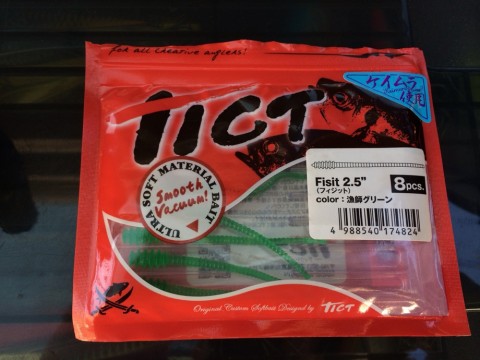 for all creative anglers!
TICT
ケイムラ
使用
ULTRA SOFT MATERIAL BAIT
Smooth
Vacuum!
Fisit 2.5"
(フィジット)
8pcs.
color：漁師グリーン
4 988540 174824
Original Custom Softbait Designed by TICT